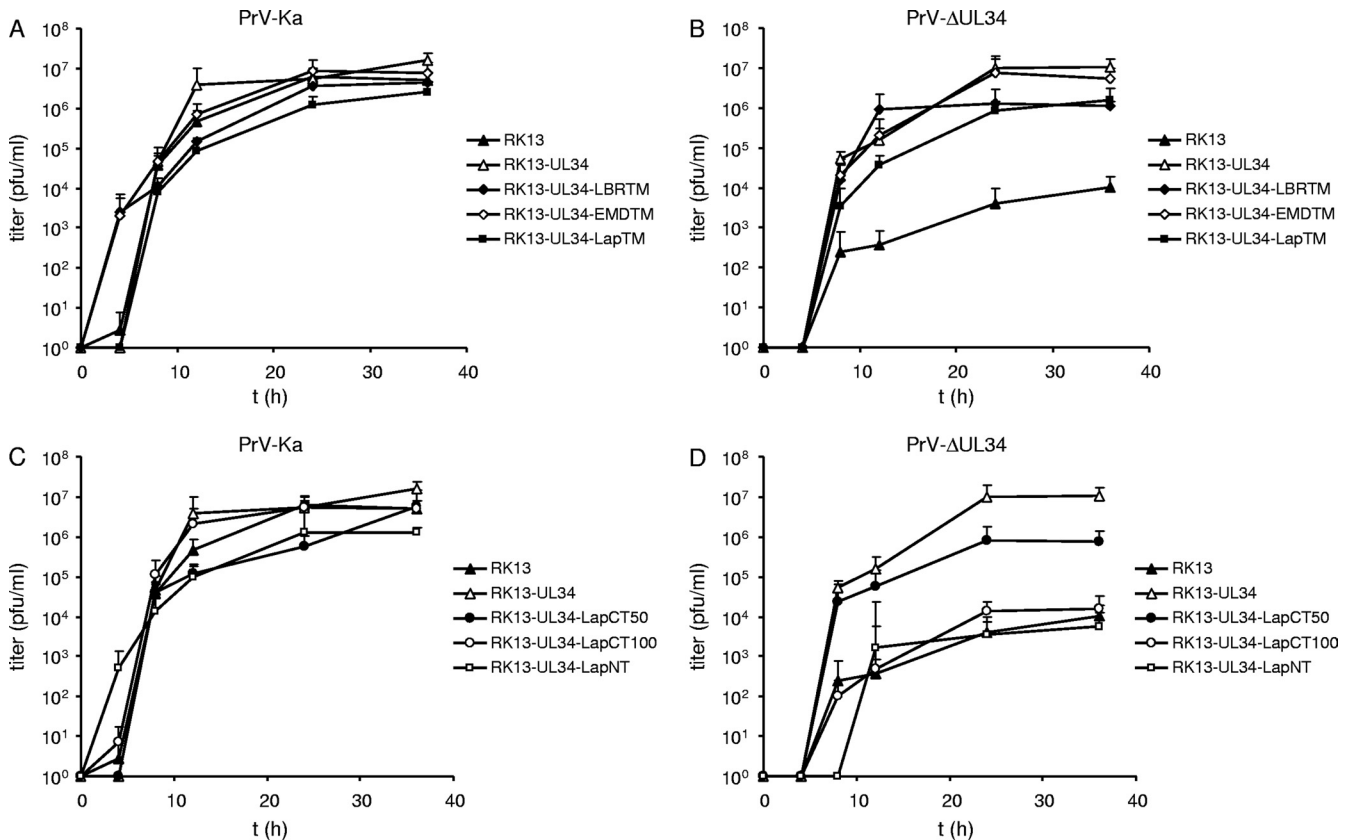 A
PrV-Ka
10⁸
10⁷
10⁶
10⁵
10⁴
10³
10²
10¹
10⁰
titer (pfu/ml)
0 10 20 30 40
t (h)
RK13
RK13-UL34
RK13-UL34-LBRTM
RK13-UL34-EMDTM
RK13-UL34-LapTM
B
PrV-ΔUL34
10⁸
10⁷
10⁶
10⁵
10⁴
10³
10²
10¹
10⁰
titer (pfu/ml)
0 10 20 30 40
t (h)
RK13
RK13-UL34
RK13-UL34-LBRTM
RK13-UL34-EMDTM
RK13-UL34-LapTM
C
PrV-Ka
10⁸
10⁷
10⁶
10⁵
10⁴
10³
10²
10¹
10⁰
titer (pfu/ml)
0 10 20 30 40
t (h)
RK13
RK13-UL34
RK13-UL34-LapCT50
RK13-UL34-LapCT100
RK13-UL34-LapNT
D
PrV-ΔUL34
10⁸
10⁷
10⁶
10⁵
10⁴
10³
10²
10¹
10⁰
titer (pfu/ml)
0 10 20 30 40
t (h)
RK13
RK13-UL34
RK13-UL34-LapCT50
RK13-UL34-LapCT100
RK13-UL34-LapNT